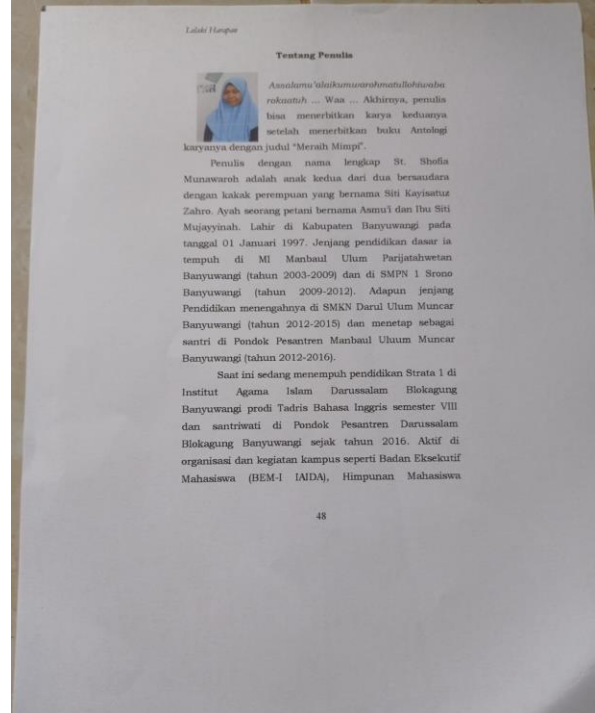 Lelaki Harapan
Tentang Penulis
Assalamu'alaikumwarohmatullohiwaba
rokaatuh ... Waa ... Akhirnya, penulis
bisa menerbitkan karya keduanya
setelah menerbitkan buku Antologi
karyanya dengan judul “Meraih Mimpi”.
Penulis dengan nama lengkap St. Shofia
Munawaroh adalah anak kedua dari dua bersaudara
dengan kakak perempuan yang bernama Siti Kayisatuz
Zahro. Ayah seorang petani bernama Asmu'i dan Ibu Siti
Mujayyinah. Lahir di Kabupaten Banyuwangi pada
tanggal 01 Januari 1997. Jenjang pendidikan dasar ia
tempuh di MI Manbaul Ulum Parijatahwetan
Banyuwangi (tahun 2003-2009) dan di SMPN 1 Srono
Banyuwangi (tahun 2009-2012). Adapun jenjang
Pendidikan menengahnya di SMKN Darul Ulum Muncar
Banyuwangi (tahun 2012-2015) dan menetap sebagai
santri di Pondok Pesantren Manbaul Uluum Muncar
Banyuwangi (tahun 2012-2016).
Saat ini sedang menempuh pendidikan Strata 1 di
Institut Agama Islam Darussalam Blokagung
Banyuwangi prodi Tadris Bahasa Inggris semester VIII
dan santriwati di Pondok Pesantren Darussalam
Blokagung Banyuwangi sejak tahun 2016. Aktif di
organisasi dan kegiatan kampus seperti Badan Eksekutif
Mahasiswa (BEM-I IAIDA), Himpunan Mahasiswa
48